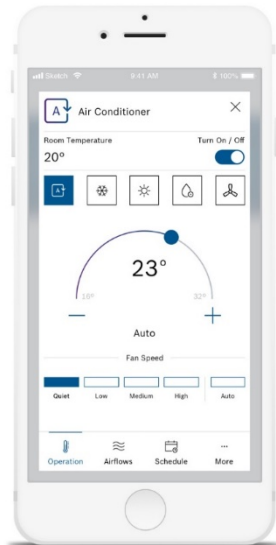 Sketch 9:41 AM 100%
A Air Conditioner
Room Temperature Turn On / Off
20°
A
23°
16° 32°
Auto
Fan Speed
Quiet Low Medium High Auto
Operation Airflows Schedule More